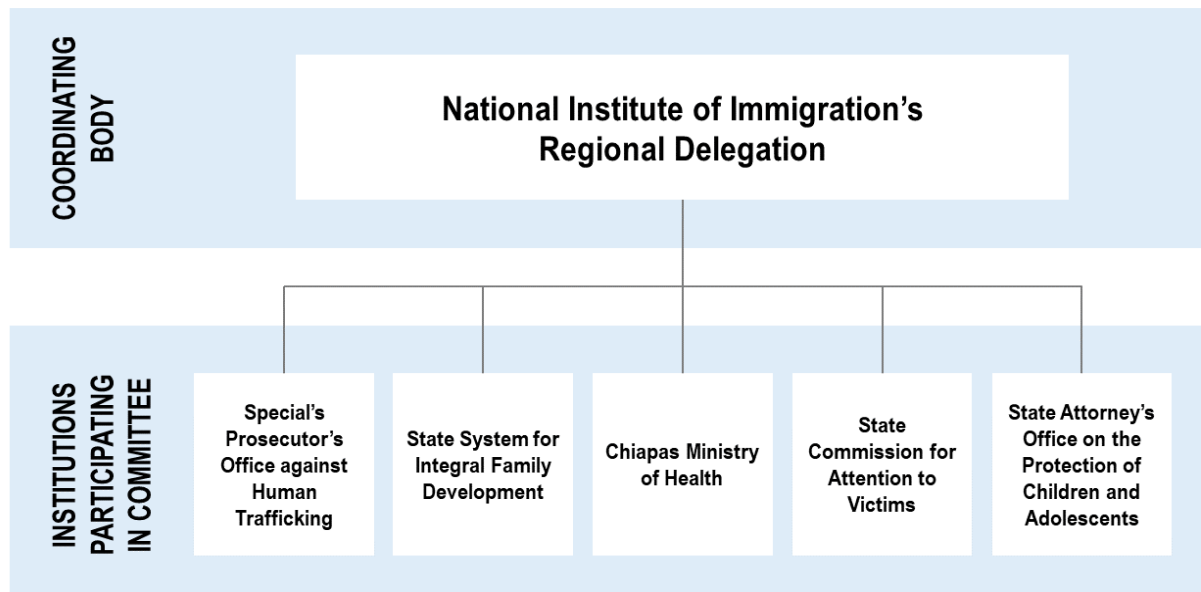 COORDINATING
BODY
National Institute of Immigration’s
Regional Delegation
INSTITUTIONS
PARTICIPATING
IN COMMITTEE
Special’s
Prosecutor’s
Office against
Human
Trafficking
State System for
Integral Family
Development
Chiapas Ministry
of Health
State
Commission for
Attention to
Victims
State Attorney’s
Office on the
Protection of
Children and
Adolescents